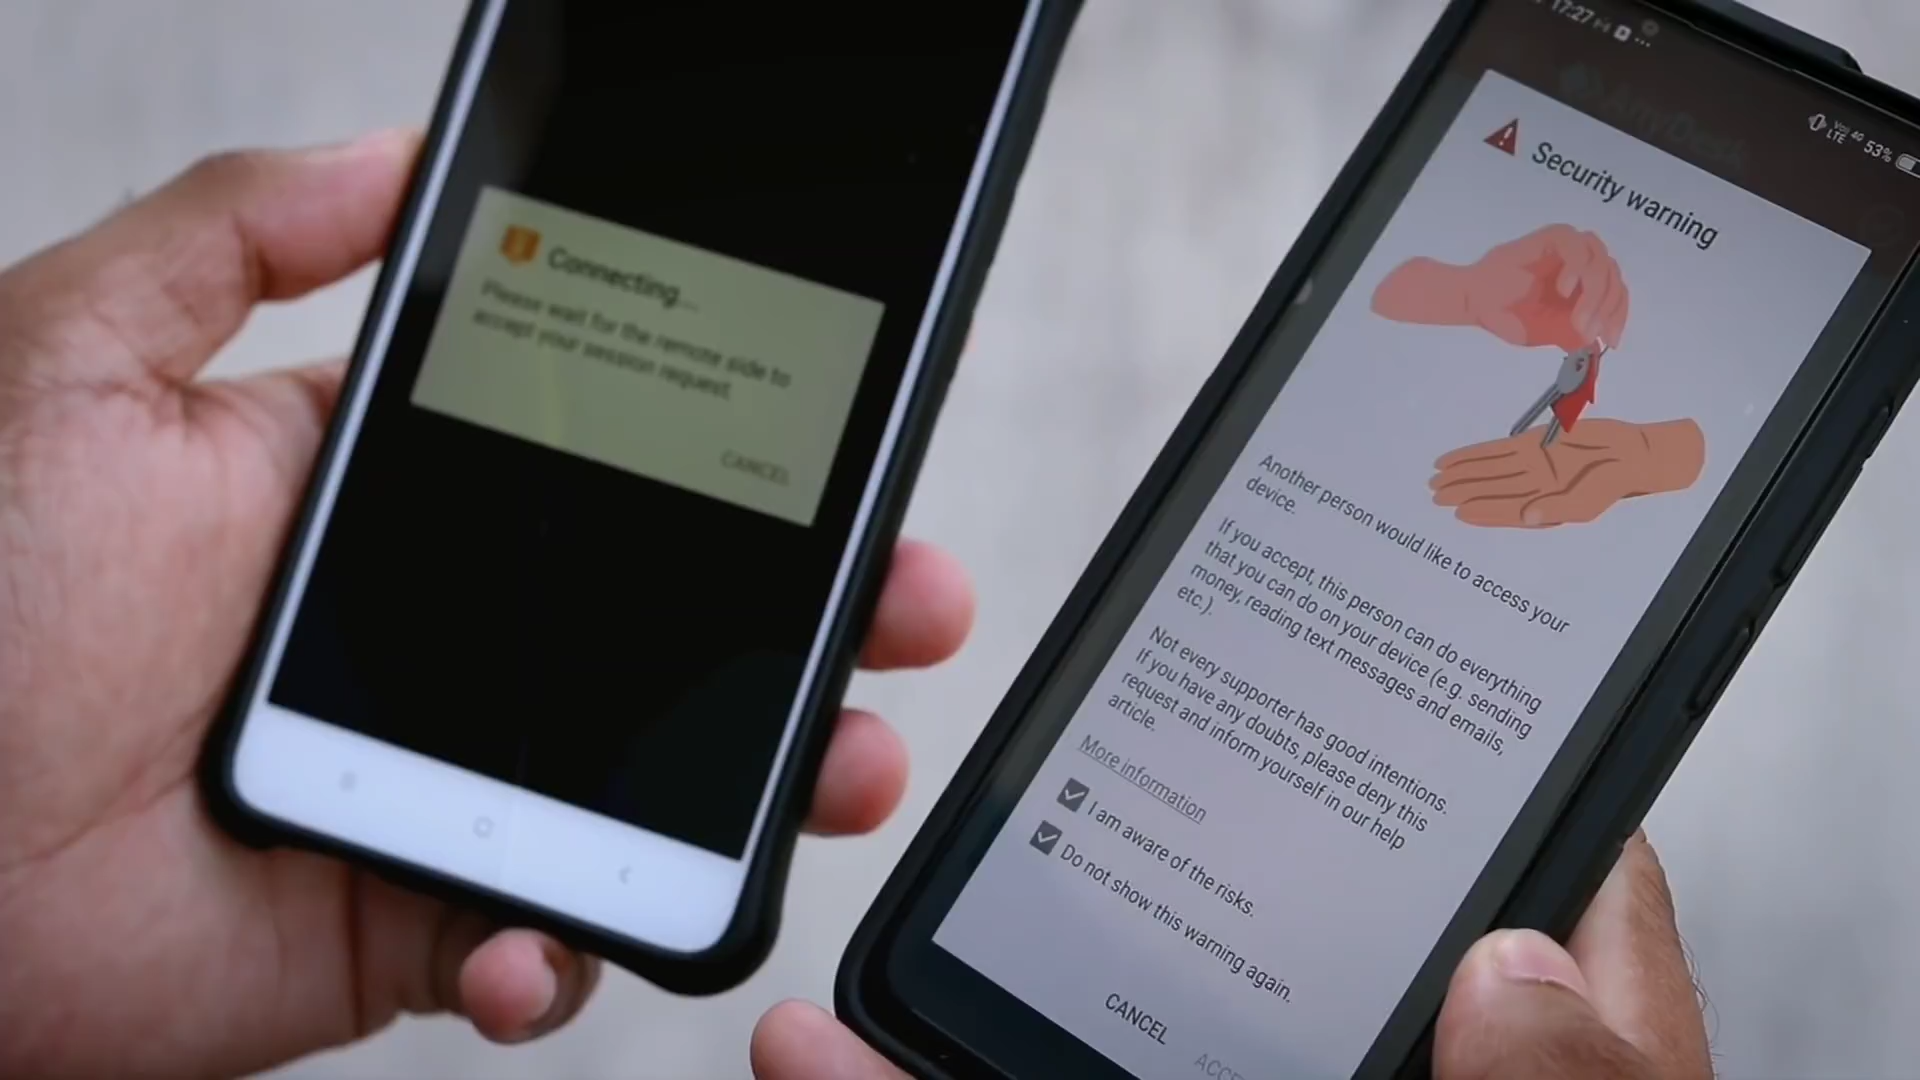 Connecting...
Please wait for the remote side to
accept your session request.
CANCEL
17:27
AnyDesk
LTE 4G 53%
Security warning
Another person would like to access your
device.
If you accept, this person can do everything
that you can do on your device (e.g. sending
money, reading text messages and emails,
etc.).
Not every supporter has good intentions.
If you have any doubts, please deny this
request and inform yourself in our help
article.
More information
I am aware of the risks.
Do not show this warning again.
CANCEL